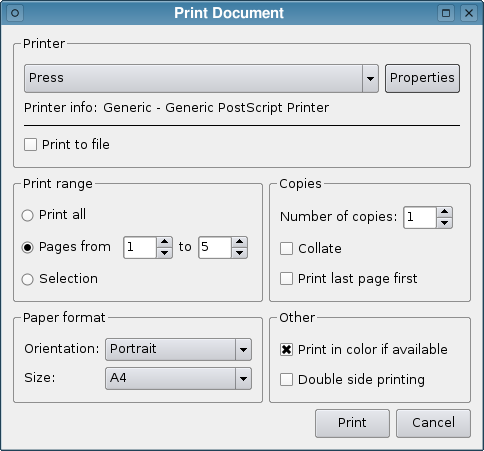 Print Document
Printer
Press
Properties
Printer info: Generic - Generic PostScript Printer
Print to file
Print range
Print all
Pages from 1 to 5
Selection
Copies
Number of copies: 1
Collate
Print last page first
Paper format
Orientation: Portrait
Size: A4
Other
Print in color if available
Double side printing
Print
Cancel